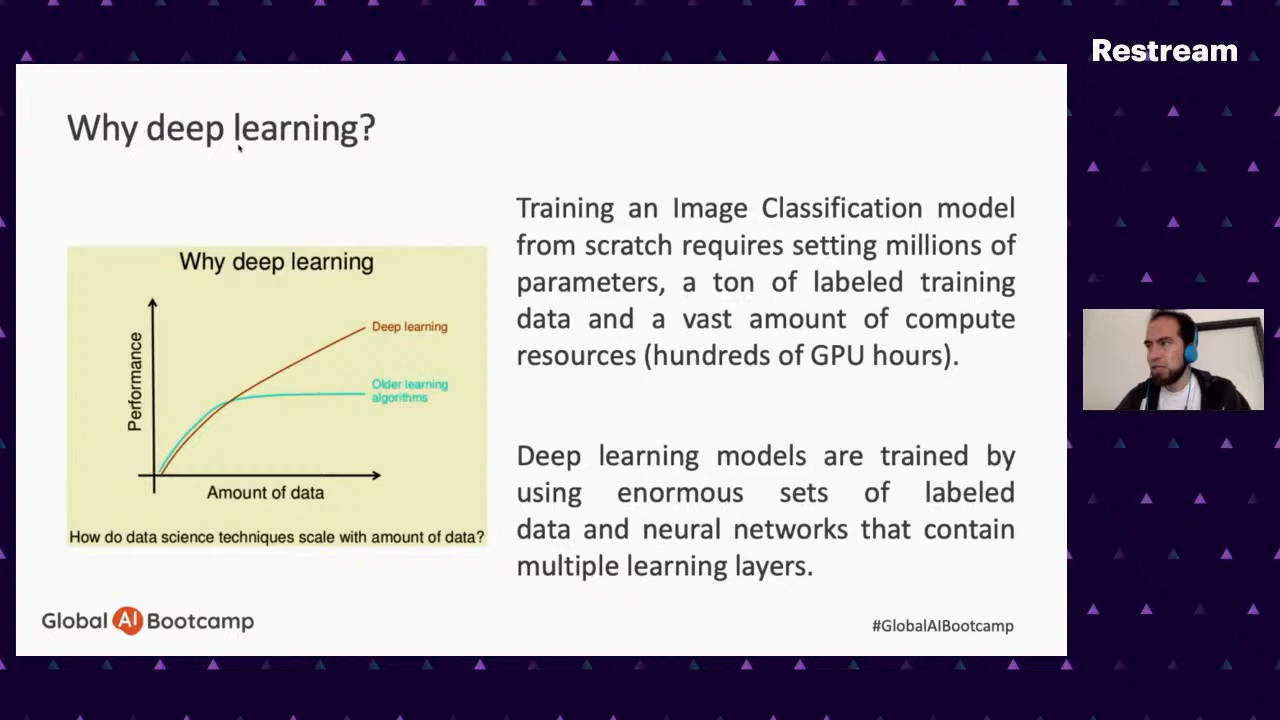 Restream
Why deep learning?
Why deep learning
Performance
Deep learning
Older learning
algorithms
Amount of data
How do data science techniques scale with amount of data?
Training an Image Classification model
from scratch requires setting millions of
parameters, a ton of labeled training
data and a vast amount of compute
resources (hundreds of GPU hours).
Deep learning models are trained by
using enormous sets of labeled
data and neural networks that contain
multiple learning layers.
Global AI Bootcamp
#GlobalAIBootcamp